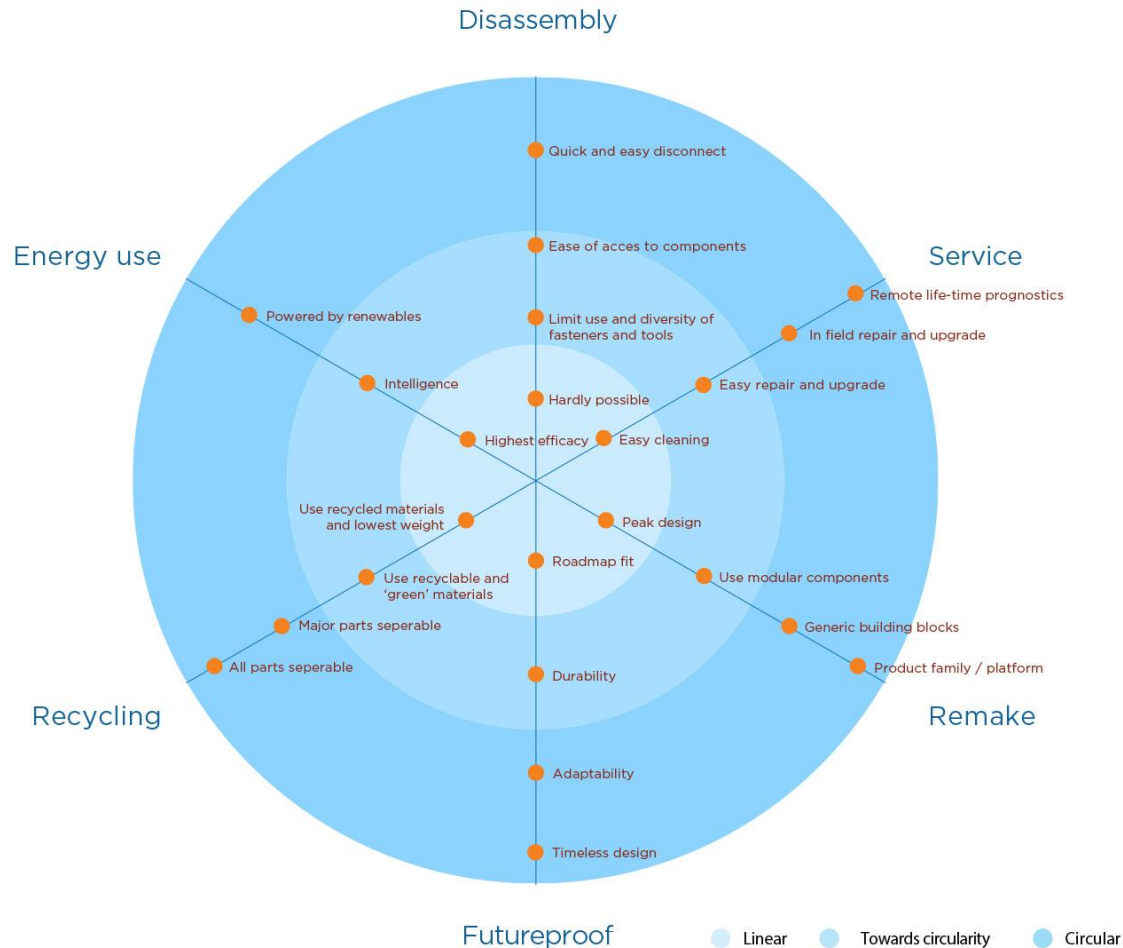 Disassembly
Quick and easy disconnect
Energy use
Ease of acces to components
Service
Remote life-time prognostics
Powered by renewables
Limit use and diversity of
fasteners and tools
In field repair and upgrade
Intelligence
Easy repair and upgrade
Hardly possible
Highest efficacy
Easy cleaning
Use recycled materials
and lowest weight
Peak design
Roadmap fit
Use recyclable and
‘green’ materials
Use modular components
Major parts seperable
Generic building blocks
All parts seperable
Durability
Product family / platform
Recycling
Remake
Adaptability
Timeless design
Futureproof
Linear
Towards circularity
Circular